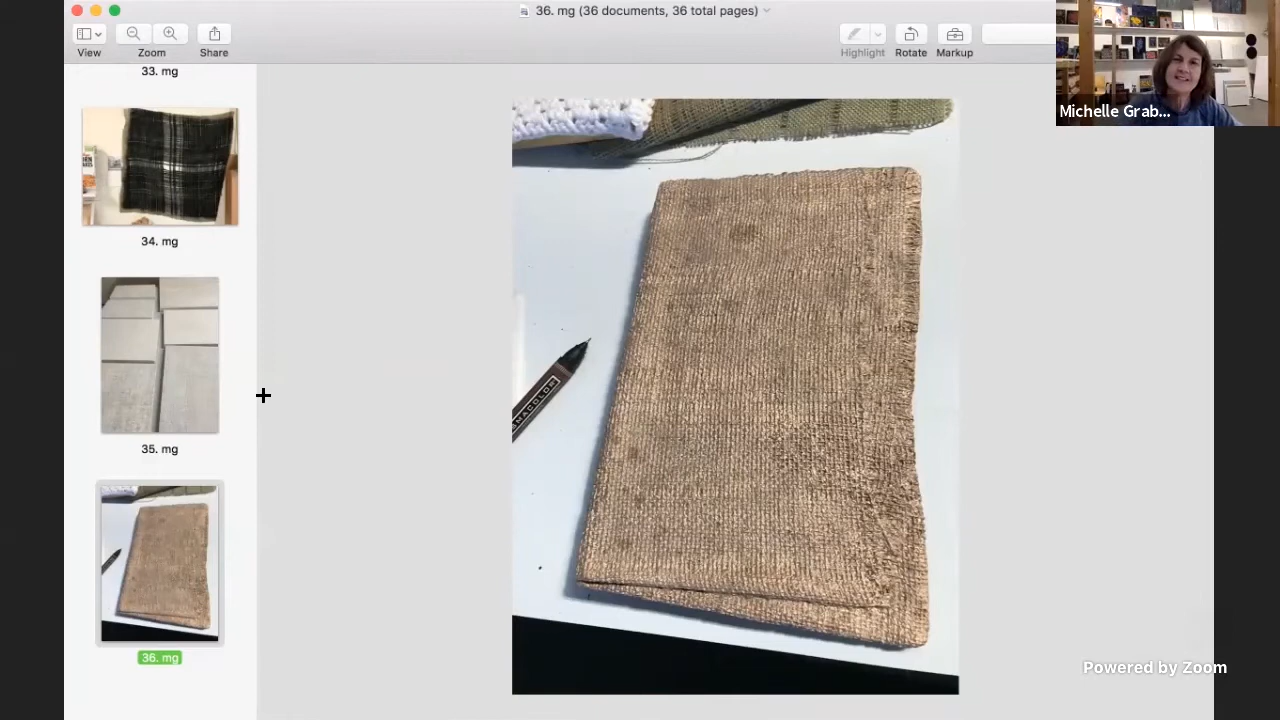 36. mg (36 documents, 36 total pages)
View
Zoom
Share
Highlight
Rotate
Markup
Michelle Grab...
33. mg
34. mg
35. mg
36. mg
Powered by Zoom